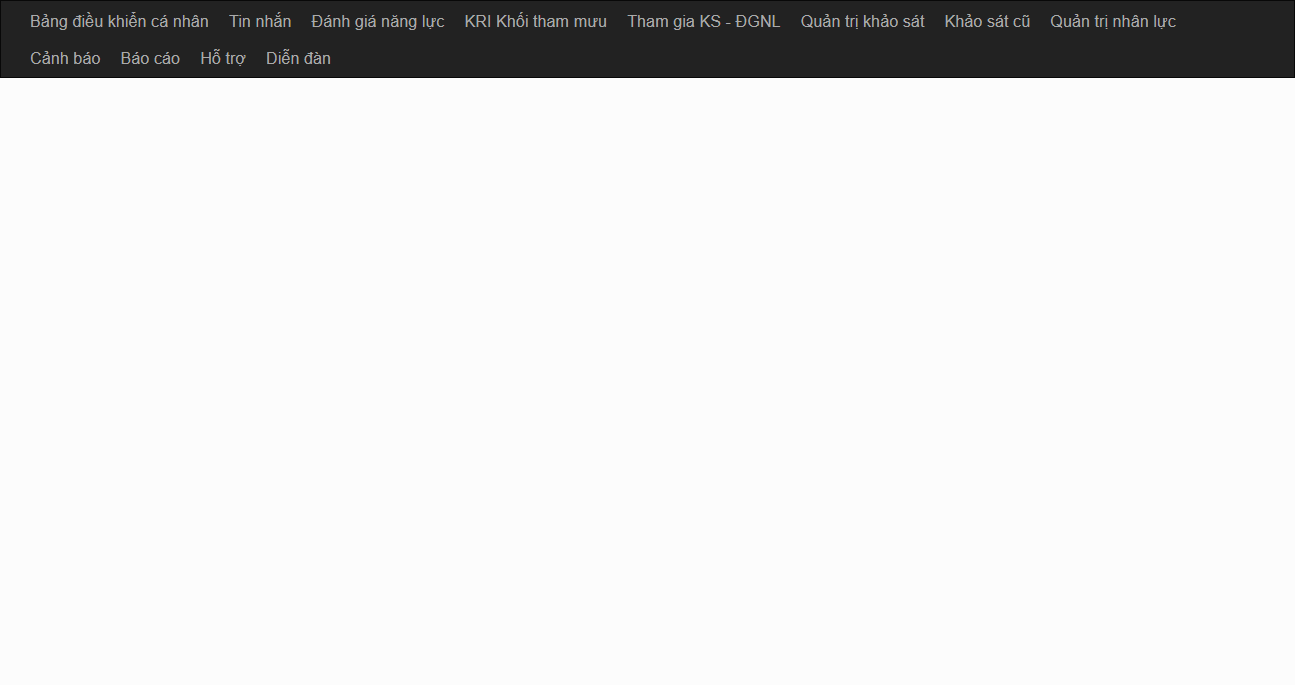 Bảng điều khiển cá nhân Tin nhắn Đánh giá năng lực KRI Khối tham mưu Tham gia KS - ĐGNL Quản trị khảo sát Khảo sát cũ Quản trị nhân lực
Cảnh báo Báo cáo Hỗ trợ Diễn đàn